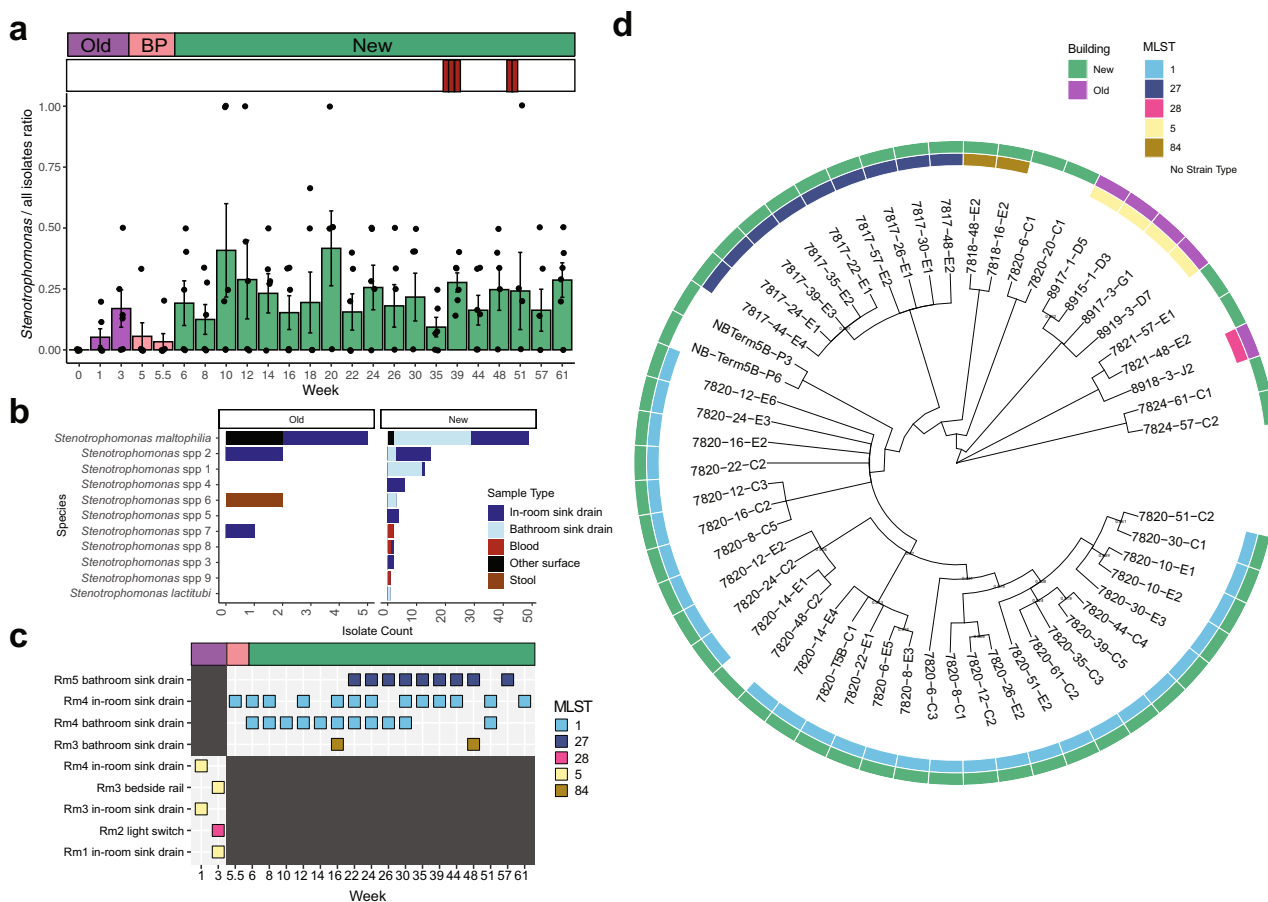 a
Old BP New
Stenotrophomonas / all isolates ratio
1.00
0.75
0.50
0.25
0.00
0 1 3 5 5.5 6 8 10 12 14 16 18 20 22 24 26 30 35 39 44 48 51 57 61
Week
b
Old New
Species
Stenotrophomonas maltophilia
Stenotrophomonas spp 2
Stenotrophomonas spp 1
Stenotrophomonas spp 4
Stenotrophomonas spp 6
Stenotrophomonas spp 5
Stenotrophomonas spp 7
Stenotrophomonas spp 8
Stenotrophomonas spp 3
Stenotrophomonas spp 9
Stenotrophomonas lactitubi
0 1 2 3 4 5 0 10 20 30 40 50
Isolate Count
Sample Type
In-room sink drain
Bathroom sink drain
Blood
Other surface
Stool
c
Rm5 bathroom sink drain
Rm4 in-room sink drain
Rm4 bathroom sink drain
Rm3 bathroom sink drain
Rm4 in-room sink drain
Rm3 bedside rail
Rm3 in-room sink drain
Rm2 light switch
Rm1 in-room sink drain
1 3 5.5 6 8 10 12 14 16 22 24 26 30 35 39 44 48 51 57 61
Week
MLST
1
27
28
5
84
d
Building
New
Old
MLST
1
27
28
5
84
No Strain Type
NB-Term5B-P6
NBTerm5B-P3
7817-44-E4
7817-24-E1
7817-39-E3
7817-35-E2
7817-22-E1
7817-57-E2
7817-26-E1
7817-30-E1
7817-48-E2
7818-48-E2
7818-16-E2
7820-6-C1
7820-20-C1
8917-1-D5
8915-1-D3
8917-3-G1
8919-3-D7
7821-57-E1
7821-48-E2
8918-3-J2
7824-61-C1
7824-57-C2
7820-12-E6
7820-24-E3
7820-16-E2
7820-22-C2
7820-12-C3
7820-16-C2
7820-8-C5
7820-12-E2
7820-24-C2
7820-14-E1
7820-48-C2
7820-14-E4
7820-T5B-C1
7820-22-E1
7820-6-E5
7820-8-E3
7820-6-C3
7820-8-C1
7820-12-C2
7820-26-E2
7820-51-E2
7820-61-C2
7820-35-C3
7820-39-C5
7820-44-C4
7820-30-E3
7820-10-E2
7820-10-E1
7820-30-C1
7820-51-C2